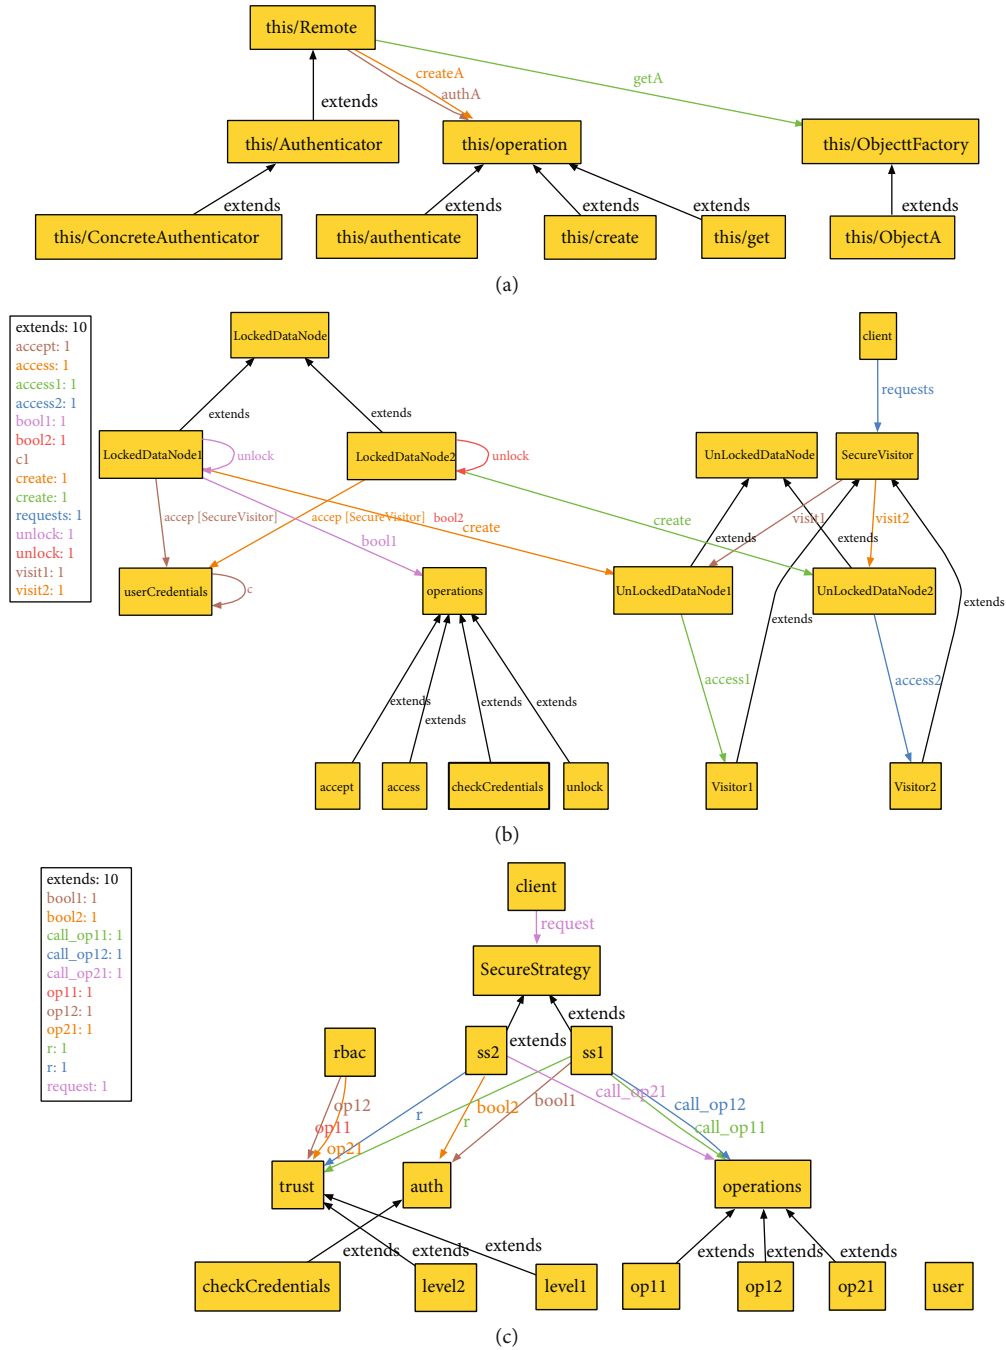 this/Remote
createA
authA
getA
extends
this/Authenticator
this/operation
this/ObjecttFactory
extends
extends
extends
extends
extends
this/ConcreteAuthenticator
this/authenticate
this/create
this/get
this/ObjectA
(a)
extends: 10
accept: 1
access: 1
access1: 1
access2: 1
bool1: 1
bool2: 1
c1
create: 1
create: 1
requests: 1
unlock: 1
unlock: 1
visit1: 1
visit2: 1
LockedDataNode
client
requests
extends
extends
LockedDataNode1
unlock
LockedDataNode2
unlock
UnLockedDataNode
SecureVisitor
accep [SecureVisitor]
accep [SecureVisitor]
bool2
create
create
visit1
visit2
bool1
extends
extends
userCredentials
c
operations
UnLockedDataNode1
UnLockedDataNode2
extends
extends
access1
access2
extends
extends
extends
extends
accept
access
checkCredentials
unlock
Visitor1
Visitor2
(b)
extends: 10
bool1: 1
bool2: 1
call_op11: 1
call_op12: 1
call_op21: 1
op11: 1
op12: 1
op21: 1
r: 1
r: 1
request: 1
client
request
SecureStrategy
extends
extends
rbac
ss2
ss1
op12
op11
op21
r
bool2
r
bool1
call_op21
call_op12
call_op11
trust
auth
operations
extends
extends
extends
extends
extends
extends
checkCredentials
level2
level1
op11
op12
op21
user
(c)